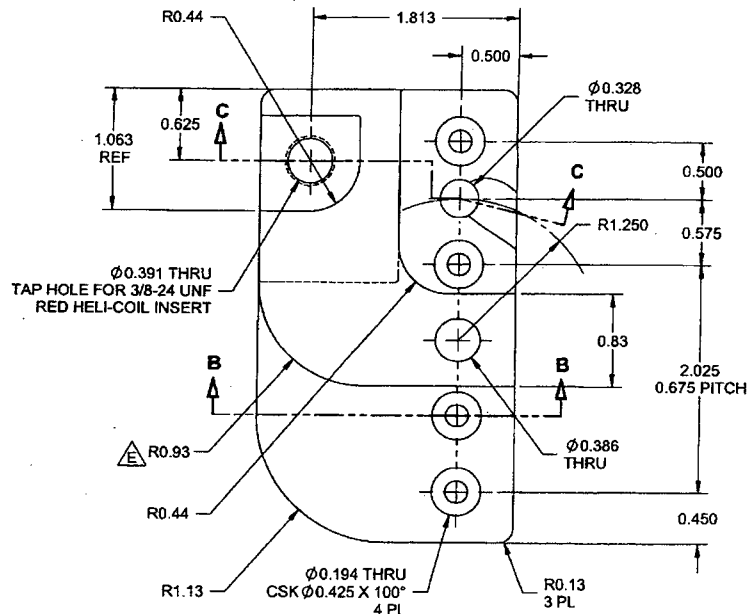 R0.44
1.813
0.500
Ø0.328
THRU
C
0.625
1.063
REF
0.500
C
R1.250
0.575
Ø0.391 THRU
TAP HOLE FOR 3/8-24 UNF
RED HELI-COIL INSERT
0.83
2.025
0.675 PITCH
B
B
E R0.93
Ø0.386
THRU
R0.44
0.450
R1.13
Ø0.194 THRU
CSK Ø0.425 X 100°
4 PL
R0.13
3 PL